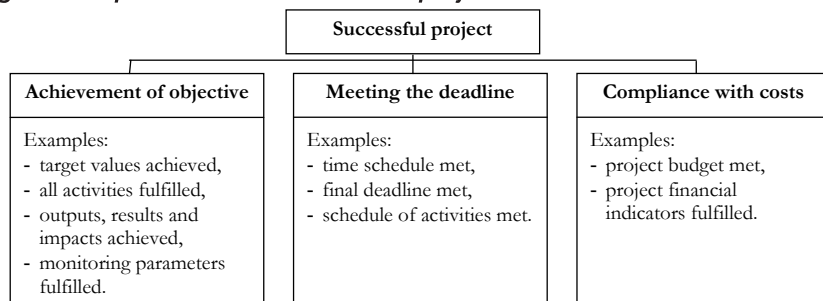 Successful project
Achievement of objective
Examples:
- target values achieved,
- all activities fulfilled,
- outputs, results and
impacts achieved,
- monitoring parameters
fulfilled.
Meeting the deadline
Examples:
- time schedule met,
- final deadline met,
- schedule of activities met.
Compliance with costs
Examples:
- project budget met,
- project financial
indicators fulfilled.